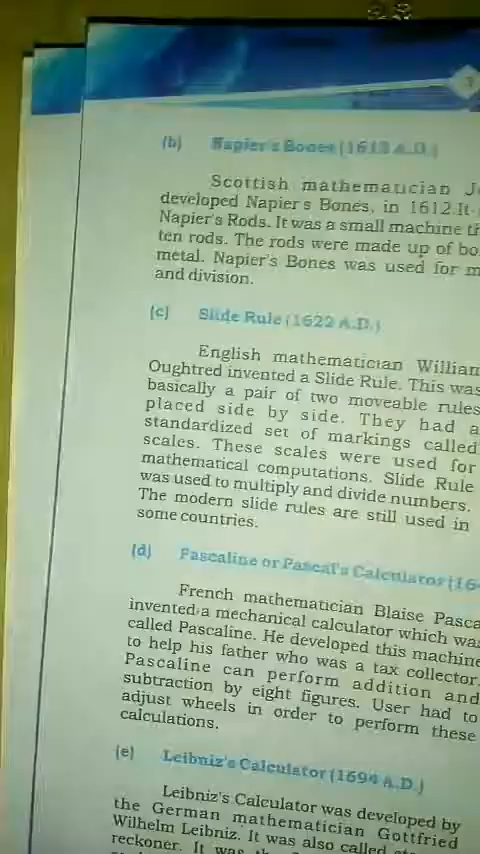 (b) Napier's Bones (1613 A.D.)
Scottish mathematician
developed Napier's Bones, in 1612. It
Napier's Rods. It was a small machine
ten rods. The rods were made up of
metal. Napier's Bones was used for
and division.
(c) Slide Rule (1622 A.D.)
English mathematician William
Oughtred invented a Slide Rule. This was
basically a pair of two moveable rules
placed side by side. They had a
standardized set of markings called
scales. These scales were used for
mathematical computations. Slide Rule
was used to multiply and divide numbers.
The modern slide rules are still used in
some countries.
(d) Pascaline or Pascal's Calculator (16
French mathematician Blaise Pasca
invented a mechanical calculator which was
called Pascaline. He developed this machine
to help his father who was a tax collector.
Pascaline can perform addition and
subtraction by eight figures. User had to
adjust wheels in order to perform these
calculations.
(e) Leibniz's Calculator (1694 A.D.)
Leibniz's Calculator was developed by
the German mathematician Gottfried
Wilhelm Leibniz. It was also called
reckoner. It was